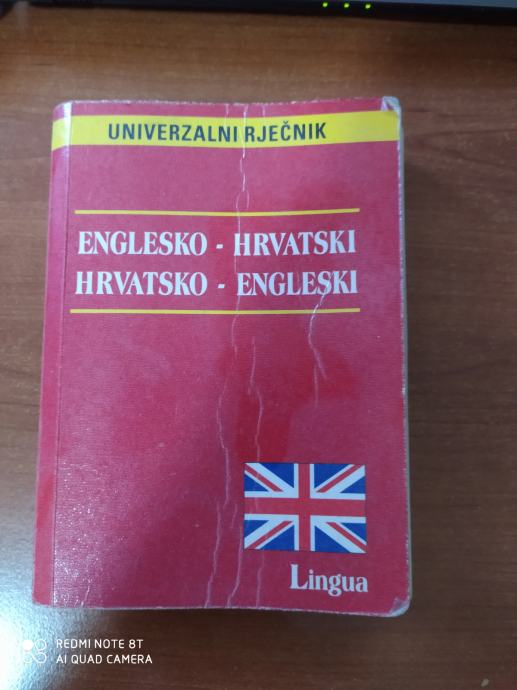 UNIVERZALNI RJEČNIK
ENGLESKO - HRVATSKI
HRVATSKO - ENGLESKI
Lingua
REDMI NOTE 8T
AI QUAD CAMERA